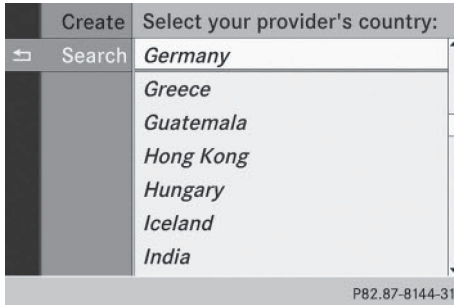 Create Select your provider's country:
Search Germany
Greece
Guatemala
Hong Kong
Hungary
Iceland
India
P82.87-8144-31